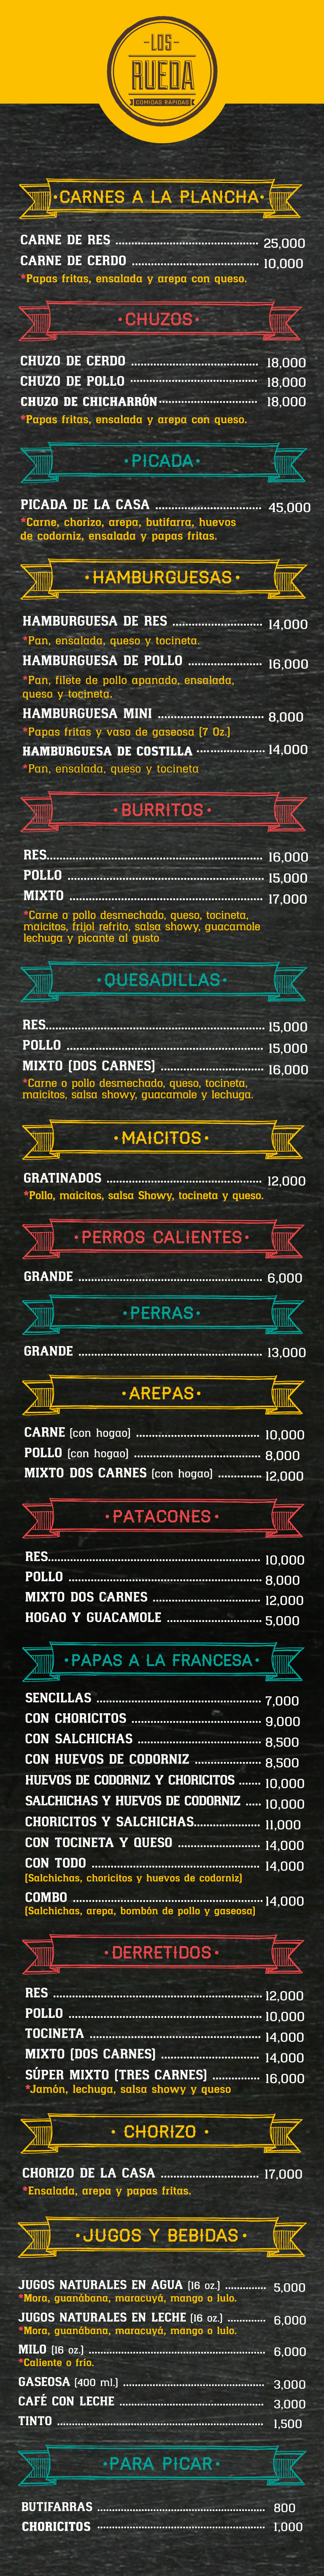 -LOS-
RUEDA
COMIDAS RÁPIDAS
·CARNES A LA PLANCHA·
CARNE DE RES ........ 25,000
CARNE DE CERDO ........ 10,000
*Papas fritas, ensalada y arepa con queso.
·CHUZOS·
CHUZO DE CERDO ........ 18,000
CHUZO DE POLLO ........ 18,000
CHUZO DE CHICHARRÓN ........ 18,000
*Papas fritas, ensalada y arepa con queso.
·PICADA·
PICADA DE LA CASA ........ 45,000
*Carne, chorizo, arepa, butifarra, huevos
de codorniz, ensalada y papas fritas.
·HAMBURGUESAS·
HAMBURGUESA DE RES ........ 14,000
*Pan, ensalada, queso y tocineta.
HAMBURGUESA DE POLLO ........ 16,000
*Pan, filete de pollo apanado, ensalada,
queso y tocineta.
HAMBURGUESA MINI ........ 8,000
*Papas fritas y vaso de gaseosa (7 Oz.)
HAMBURGUESA DE COSTILLA ........ 14,000
*Pan, ensalada, queso y tocineta
·BURRITOS·
RES ........ 16,000
POLLO ........ 15,000
MIXTO ........ 17,000
*Carne o pollo desmechado, queso, tocineta,
maicitos, frijol refrito, salsa showy, guacamole
lechuga y picante al gusto
·QUESADILLAS·
RES ........ 15,000
POLLO ........ 15,000
MIXTO (DOS CARNES) ........ 16,000
*Carne o pollo desmechado, queso, tocineta,
maicitos, salsa showy, guacamole y lechuga.
·MAICITOS·
GRATINADOS ........ 12,000
*Pollo, maicitos, salsa Showy, tocineta y queso.
·PERROS CALIENTES·
GRANDE ........ 6,000
·PERRAS·
GRANDE ........ 13,000
·AREPAS·
CARNE (con hogao) ........ 10,000
POLLO (con hogao) ........ 8,000
MIXTO DOS CARNES (con hogao) ........ 12,000
·PATACONES·
RES ........ 10,000
POLLO ........ 8,000
MIXTO DOS CARNES ........ 12,000
HOGAO Y GUACAMOLE ........ 5,000
·PAPAS A LA FRANCESA·
SENCILLAS ........ 7,000
CON CHORICITOS ........ 9,000
CON SALCHICHAS ........ 8,500
CON HUEVOS DE CODORNIZ ........ 8,500
HUEVOS DE CODORNIZ Y CHORICITOS ...... 10,000
SALCHICHAS Y HUEVOS DE CODORNIZ ..... 10,000
CHORICITOS Y SALCHICHAS ........ 11,000
CON TOCINETA Y QUESO ........ 14,000
CON TODO ........ 14,000
(Salchichas, choricitos y huevos de codorniz)
COMBO ........ 14,000
(Salchichas, arepa, bombón de pollo y gaseosa)
·DERRETIDOS·
RES ........ 12,000
POLLO ........ 10,000
TOCINETA ........ 14,000
MIXTO (DOS CARNES) ........ 14,000
SÚPER MIXTO (TRES CARNES) ........ 16,000
*Jamón, lechuga, salsa showy y queso
· CHORIZO ·
CHORIZO DE LA CASA ........ 17,000
*Ensalada, arepa y papas fritas.
·JUGOS Y BEBIDAS·
JUGOS NATURALES EN AGUA (16 oz.) ........ 5,000
*Mora, guanábana, maracuyá, mango o lulo.
JUGOS NATURALES EN LECHE (16 oz.) ........ 6,000
*Mora, guanábana, maracuyá, mango o lulo.
MILO (16 oz.) ........ 6,000
*Caliente o frío.
GASEOSA (400 ml.) ........ 3,000
CAFÉ CON LECHE ........ 3,000
TINTO ........ 1,500
·PARA PICAR·
BUTIFARRAS ........ 800
CHORICITOS ........ 1,000